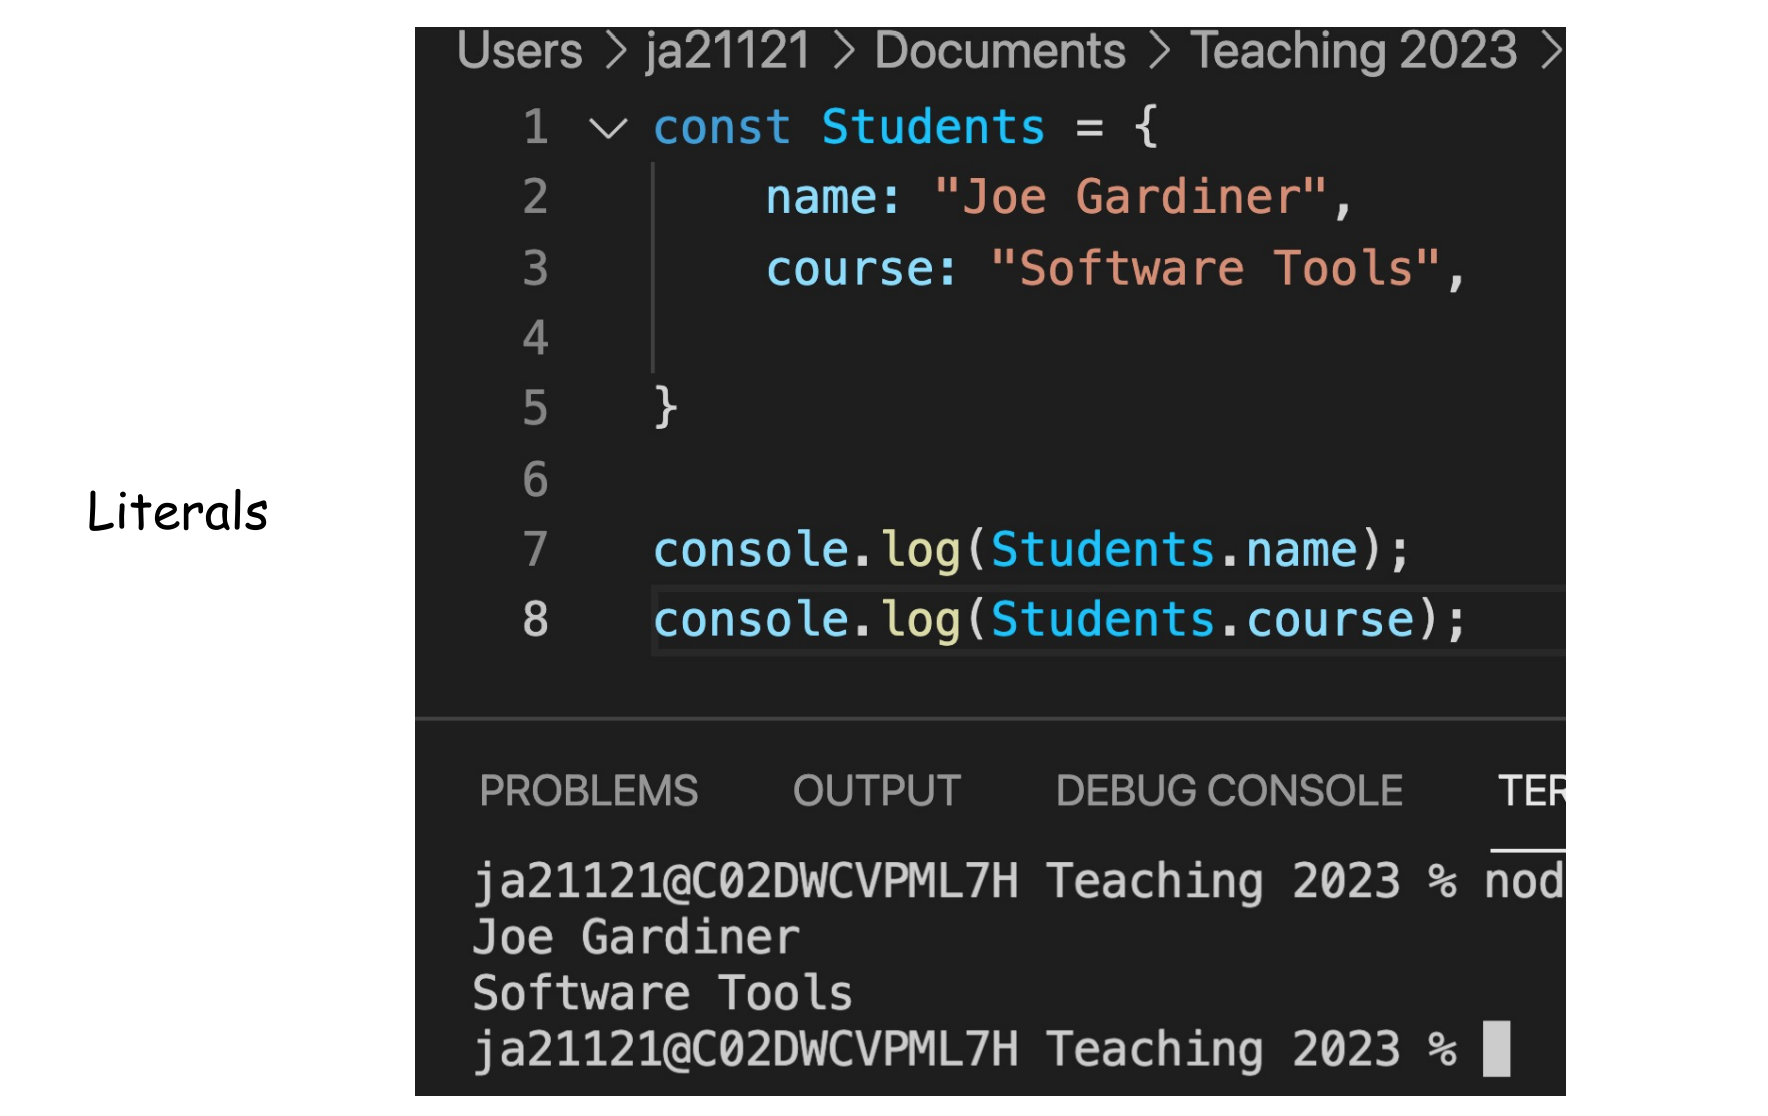 Literals
Users > ja21121 > Documents > Teaching 2023 >
1 const Students = {
2 name: "Joe Gardiner",
3 course: "Software Tools",
4
5 }
6
7 console.log(Students.name);
8 console.log(Students.course);
PROBLEMS OUTPUT DEBUG CONSOLE TER
ja21121@C02DWCVPML7H Teaching 2023 % nod
Joe Gardiner
Software Tools
ja21121@C02DWCVPML7H Teaching 2023 %